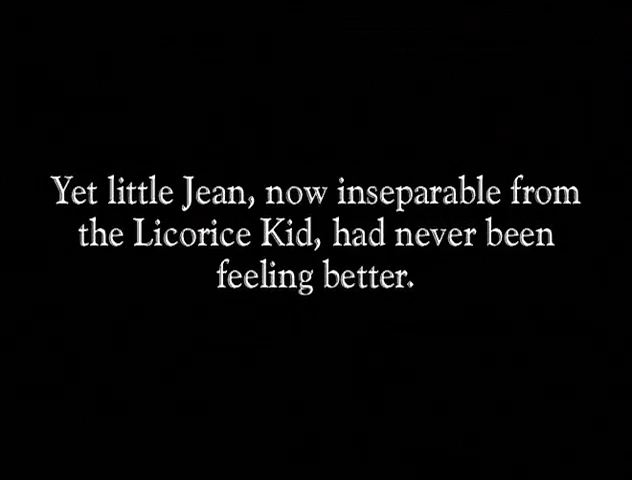 Yet little Jean, now inseparable from
the Licorice Kid, had never been
feeling better.